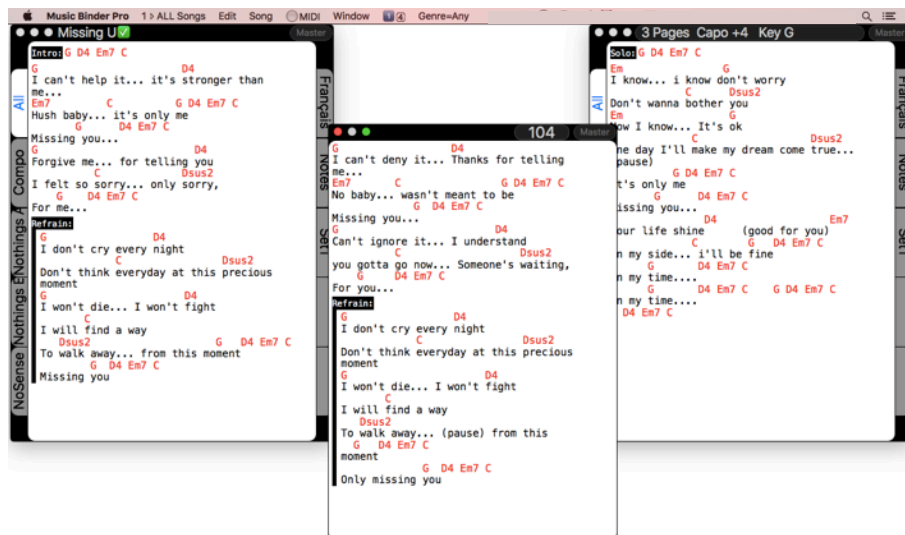 Music Binder Pro 1 ▷ ALL Songs Edit Song MIDI Window 1 4 Genre=Any
Missing U✅ Master
Intro: G D4 Em7 C
G D4
I can't help it... it's stronger than
me...
Em7 C G D4 Em7 C
Hush baby... it's only me
G D4 Em7 C
Missing you...
G D4
Forgive me... for telling you
C Dsus2
I felt so sorry... only sorry,
G D4 Em7 C
For me...
Refrain:
G D4
I don't cry every night
C Dsus2
Don't think everyday at this precious
moment
G D4
I won't die... I won't fight
C
I will find a way
Dsus2 G D4 Em7 C
To walk away... from this moment
G D4 Em7 C
Missing you
All
Compo
Nothings A
Nothings E
NoSense
Français
Notes
Set1
104 Master
G D4
I can't deny it... Thanks for telling
me...
Em7 C G D4 Em7 C
No baby... wasn't meant to be
G D4 Em7 C
Missing you...
G D4
Can't ignore it... I understand
C Dsus2
you gotta go now... Someone's waiting,
G D4 Em7 C
For you...
Refrain:
G D4
I don't cry every night
C Dsus2
Don't think everyday at this precious
moment
G D4
I won't die... I won't fight
C
I will find a way
Dsus2
To walk away... (pause) from this
G D4 Em7 C
moment
G D4 Em7 C
Only missing you
3 Pages Capo +4 Key G Master
Solo: G D4 Em7 C
Em G
I know... i know don't worry
C Dsus2
Don't wanna bother you
Em G
Now I know... It's ok
C Dsus2
ne day I'll make my dream come true...
pause)
G D4 Em7 C
t's only me
G D4 Em7 C
issing you...
D4 Em7
our life shine (good for you)
C G D4 Em7 C
n my side... i'll be fine
G D4 Em7 C
n my time....
G D4 Em7 C G D4 Em7 C
n my time....
D4 Em7 C
All
Français
Notes
Set1